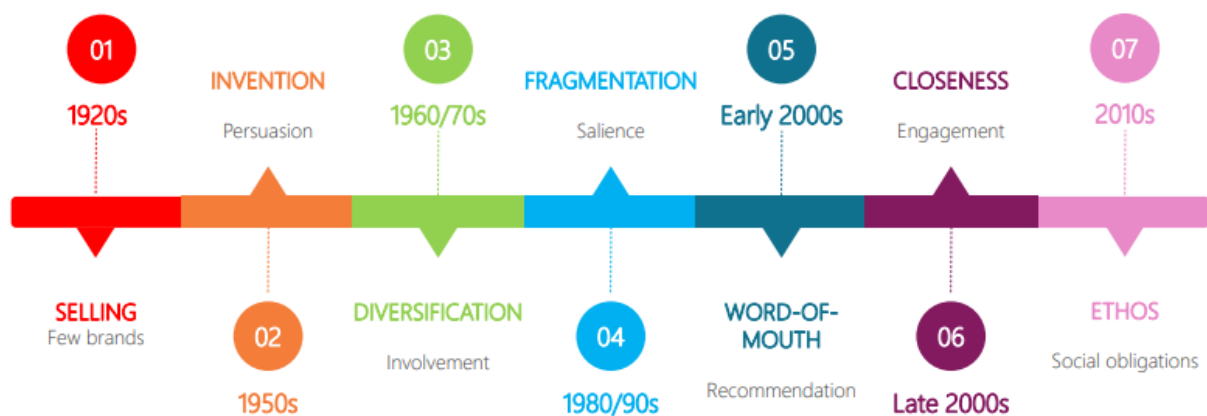 01
1920s
SELLING
Few brands
INVENTION
Persuasion
02
1950s
03
1960/70s
DIVERSIFICATION
Involvement
FRAGMENTATION
Salience
04
1980/90s
05
Early 2000s
WORD-OF-
MOUTH
Recommendation
CLOSENESS
Engagement
06
Late 2000s
07
2010s
ETHOS
Social obligations